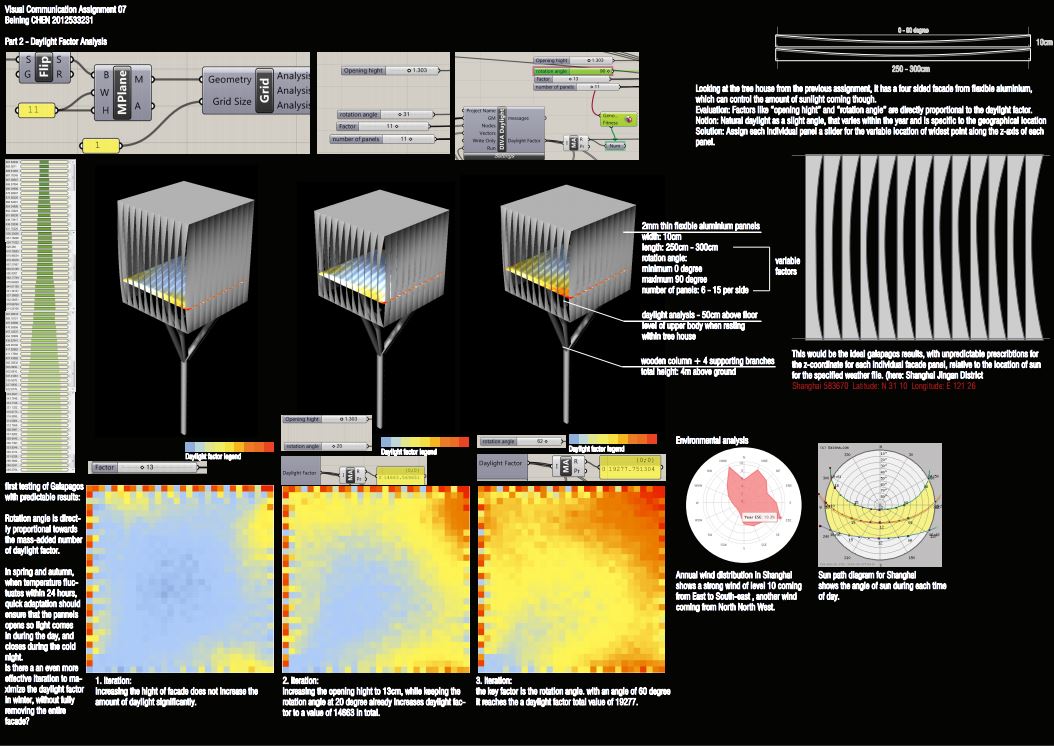 Visual Communication Assignment 07
Beining CHEN 2012533231
Part 2 - Daylight Factor Analysis
S
G
Flip
S
R
11
1
B
W
H
MPlane
M
A
Geometry
Grid Size
Grid
Analysis
Analysis
Analysis
Opening hight 1.303
rotation angle 31
Factor 11
number of panels 11
Opening hight 1.303
rotation angle 90
Factor 13
number of panels 11
Project Name
GM
Nodes
Vectors
Write Only
Run
DIVA Daylight
messages
Daylight Factor
Settings
MA
Fitness
Num
0 - 90 degree
10cm
250 - 300cm
Looking at the tree house from the previous assignment, it has a four sided facade from flexible aluminium,
which can control the amount of sunlight coming though.
Evaluation: Factors like "opening hight" and "rotation angle" are directly proportional to the daylight factor.
Notion: Natural daylight as a slight angle, that varies within the year and is specific to the geographical location
Solution: Assign each individual panel a slider for the variable location of widest point along the z-axis of each
panel.
2mm thin flexible aluminium pannels
width: 10cm
length: 250cm - 300cm
rotation angle:
minimum 0 degree
maximum 90 degree
number of panels: 6 - 15 per side
variable
factors
daylight analysis - 50cm above floor
level of upper body when resting
within tree house
wooden column + 4 supporting branches
total height: 4m above ground
This would be the ideal galapagos results, with unpredictable prescribtions for
the z-coordinate for each individual facade panel, relative to the location of sun
for the specified weather file. (here: Shanghai Jingan District
Shanghai 583670 Latitude: N 31 10 Longitude: E 121 26
Daylight factor legend
Factor 13
Opening hight 1.303
rotation angle 20
Daylight factor legend
Daylight Factor
MA
{0;0}
0 14663.569651
rotation angle 62
Daylight factor legend
Daylight Factor
MA
{0;0}
0 19277.751304
first testing of Galapagos
with predictable results:
Rotation angle is direct-
ly proportional towards
the mass-added number
of daylight factor.
In spring and autumn,
when temperature fluc-
tuates within 24 hours,
quick adaptation should
ensure that the pannels
opens so light comes
in during the day, and
closes during the cold
night.
Is there a an even more
effective iteration to ma-
ximize the daylight factor
in winter, without fully
removing the entire
facade?
1. Iteration:
Increasing the hight of facade does not increase the
amount of daylight significantly.
2. Iteration:
Increasing the opening hight to 13cm, while keeping the
rotation angle at 20 degree already increases daylight fac-
tor to a value of 14663 in total.
3. Iteration:
the key factor is the rotation angle. with an angle of 60 degree
it reaches the a daylight factor total value of 19277.
Environmental analysis
Annual wind distribution in Shanghai
shows a strong wind of level 10 coming
from East to South-east , another wind
coming from North North West.
Sun path diagram for Shanghai
shows the angle of sun during each time
of day.